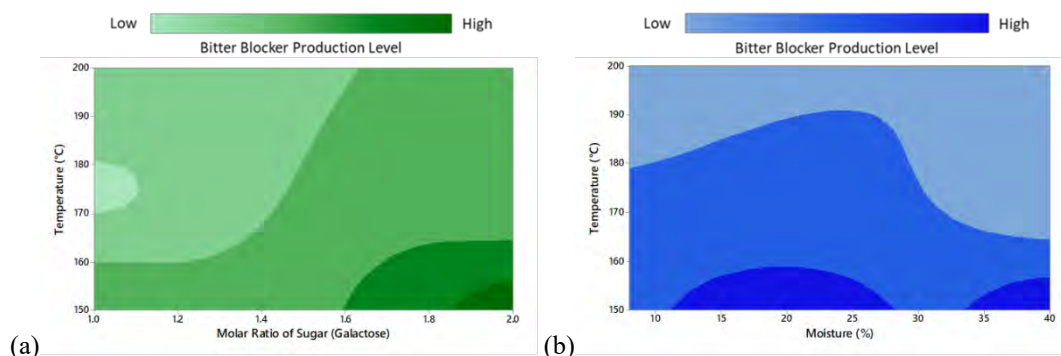 Low High
Bitter Blocker Production Level
200
190
180
170
160
150
Temperature (°C)
1.0 1.2 1.4 1.6 1.8 2.0
Molar Ratio of Sugar (Galactose)
(a)
Low High
Bitter Blocker Production Level
200
190
180
170
160
150
Temperature (°C)
10 15 20 25 30 35 40
Moisture (%)
(b)